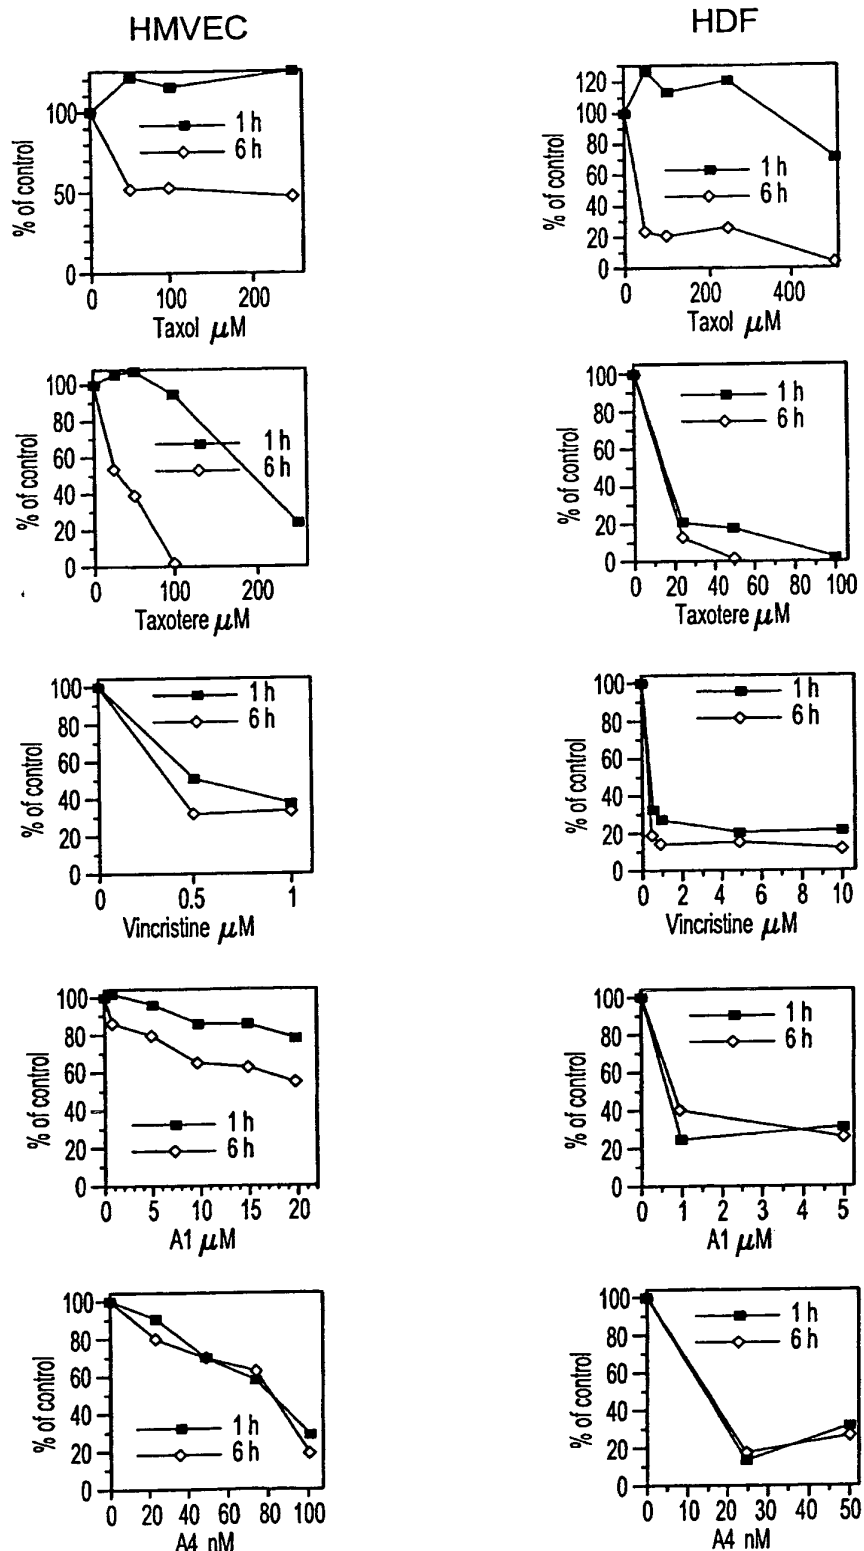 HMVEC
HDF
% of control
100
50
0
1 h
6 h
0 100 200
Taxol μM
% of control
120
100
80
60
40
20
0
1 h
6 h
0 200 400
Taxol μM
% of control
100
80
60
40
20
0
1 h
6 h
0 100 200
Taxotere μM
% of control
100
80
60
40
20
0
1 h
6 h
0 20 40 60 80 100
Taxotere μM
% of control
100
80
60
40
20
0
1 h
6 h
0 0.5 1
Vincristine μM
% of control
100
80
60
40
20
0
1 h
6 h
0 2 4 6 8 10
Vincristine μM
% of control
100
80
60
40
20
0
1 h
6 h
0 5 10 15 20
A1 μM
% of control
100
80
60
40
20
0
1 h
6 h
0 1 2 3 4 5
A1 μM
% of control
100
80
60
40
20
0
1 h
6 h
0 20 40 60 80 100
A4 nM
% of control
100
80
60
40
20
0
1 h
6 h
0 10 20 30 40 50
A4 nM